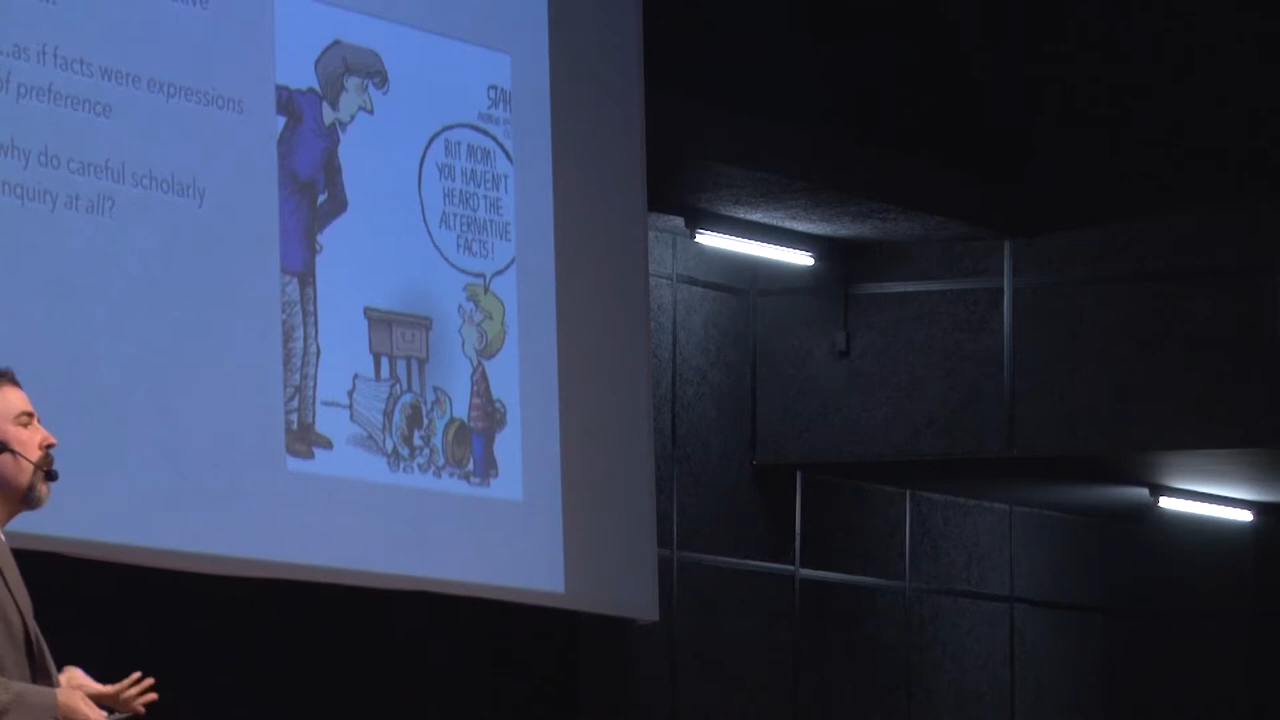 ...as if facts were expressions
of preference
why do careful scholarly
inquiry at all?
BUT MOM!
YOU HAVEN'T
HEARD THE
ALTERNATIVE
FACTS!